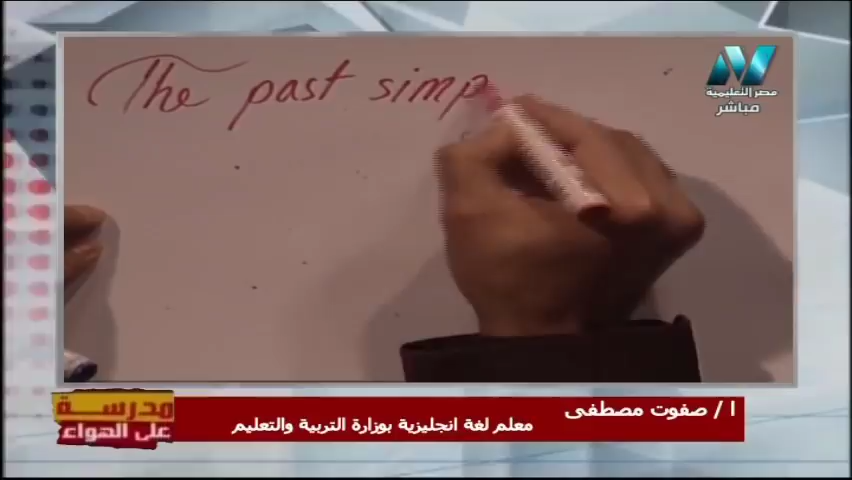 The past simp
مصر التعليمية
مباشر
مدرسة
على الهواء
ا / صفوت مصطفى
معلم لغة انجليزية بوزارة التربية والتعليم